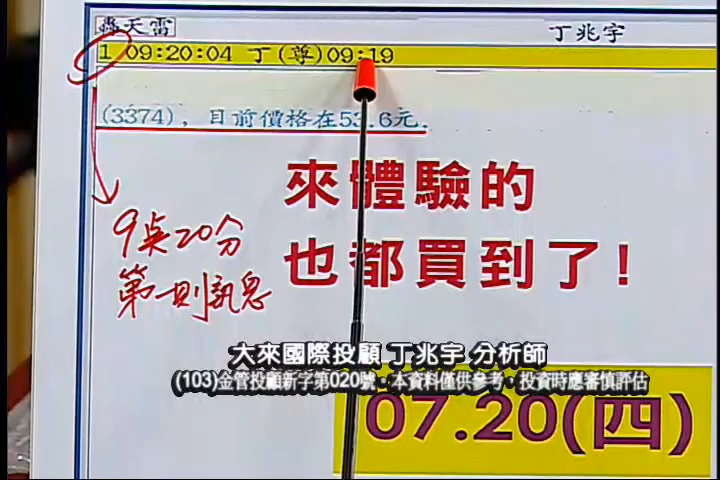 轟天雷
丁兆宇
1 09:20:04 丁(尊)09:19
(3374)，目前價格在53.6元.
來體驗的
也都買到了!
9點20分
第一則訊息
大來國際投顧 丁兆宇 分析師
(103)金管投顧新字第020號，本資料僅供參考，投資時應審慎評估
07.20(四)